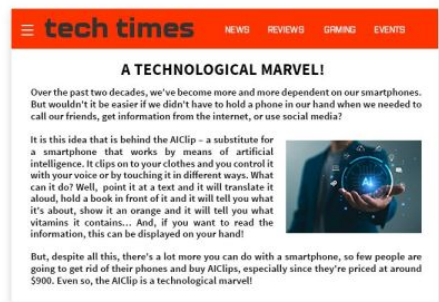 tech times
NEWS REVIEWS GAMING EVENTS
A TECHNOLOGICAL MARVEL!
Over the past two decades, we've become more and more dependent on our smartphones.
But wouldn't it be easier if we didn't have to hold a phone in our hand when we needed to
call our friends, get information from the internet, or use social media?
It is this idea that is behind the AIClip – a substitute for
a smartphone that works by means of artificial
intelligence. It clips on to your clothes and you control it
with your voice or by touching it in different ways. What
can it do? Well, point it at a text and it will translate it
aloud, hold a book in front of it and it will tell you what
it's about, show it an orange and it will tell you what
vitamins it contains... And, if you want to read the
information, this can be displayed on your hand!
But, despite all this, there's a lot more you can do with a smartphone, so few people are
going to get rid of their phones and buy AIClips, especially since they're priced at around
$900. Even so, the AIClip is a technological marvel!